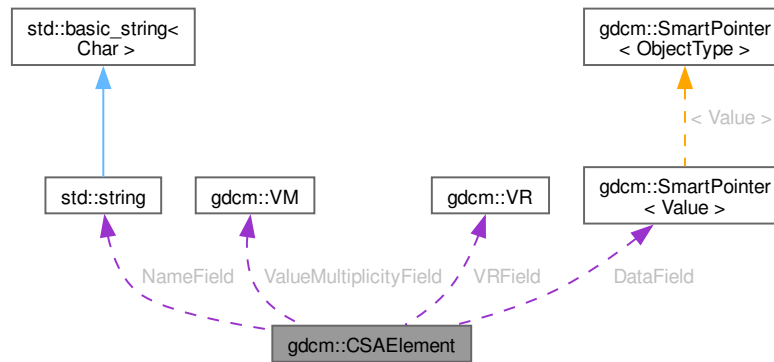 std::basic_string<
Char >
gdcm::SmartPointer
< ObjectType >
< Value >
std::string
gdcm::VM
gdcm::VR
gdcm::SmartPointer
< Value >
NameField
ValueMultiplicityField
VRField
DataField
gdcm::CSAElement